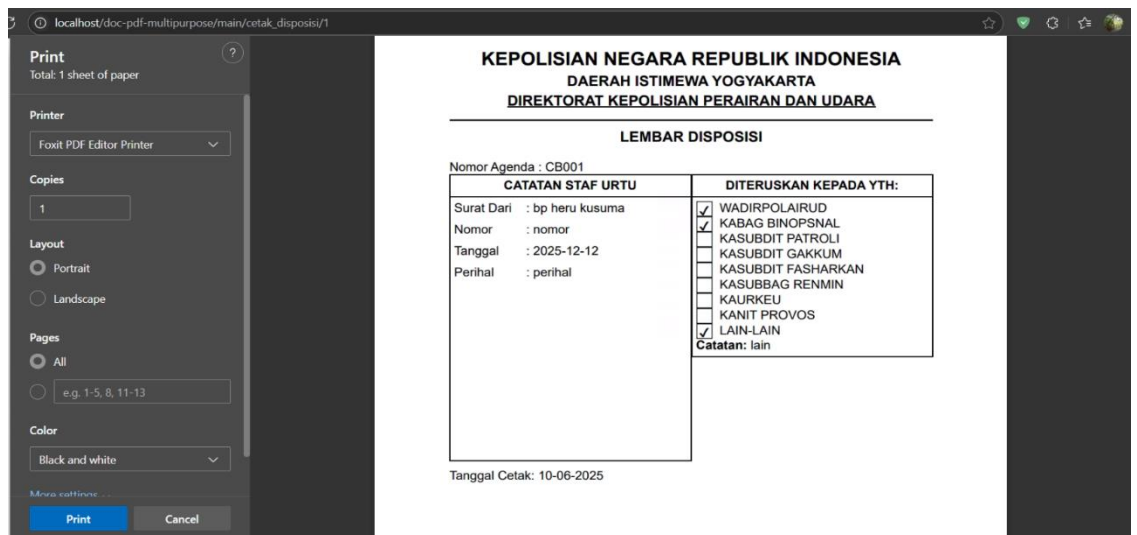 localhost/doc-pdf-multipurpose/main/cetak_disposisi/1
Print
?
Total: 1 sheet of paper
Printer
Foxit PDF Editor Printer
Copies
1
Layout
Portrait
Landscape
Pages
All
e.g. 1-5, 8, 11-13
Color
Black and white
More settings
Print Cancel
KEPOLISIAN NEGARA REPUBLIK INDONESIA
DAERAH ISTIMEWA YOGYAKARTA
DIREKTORAT KEPOLISIAN PERAIRAN DAN UDARA
LEMBAR DISPOSISI
Nomor Agenda : CB001
CATATAN STAF URTU
Surat Dari : bp heru kusuma
Nomor : nomor
Tanggal : 2025-12-12
Perihal : perihal
DITERUSKAN KEPADA YTH:
WADIRPOLAIRUD
KABAG BINOPSNAL
KASUBDIT PATROLI
KASUBDIT GAKKUM
KASUBDIT FASHARKAN
KASUBBAG RENMIN
KAURKEU
KANIT PROVOS
LAIN-LAIN
Catatan: lain
Tanggal Cetak: 10-06-2025